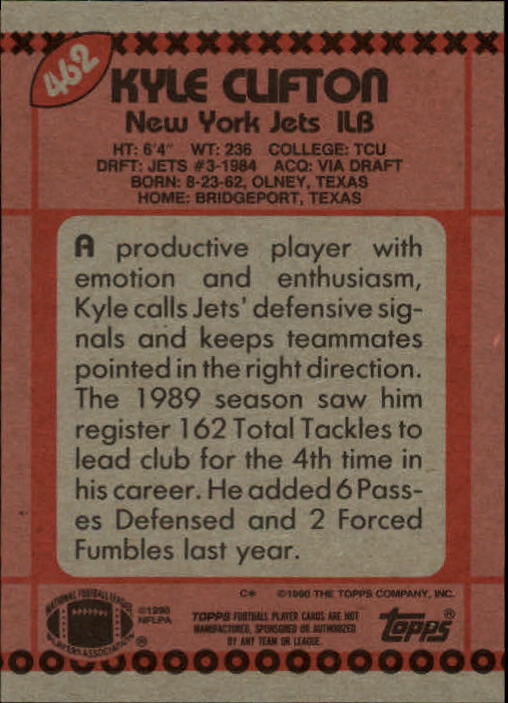 462
KYLE CLIFTON
New York Jets ILB
HT: 6'4" WT: 236 COLLEGE: TCU
DRFT: JETS #3-1984 ACQ: VIA DRAFT
BORN: 8-23-62, OLNEY, TEXAS
HOME: BRIDGEPORT, TEXAS
A productive player with
emotion and enthusiasm,
Kyle calls Jets' defensive sig-
nals and keeps teammates
pointed in the right direction.
The 1989 season saw him
register 162 Total Tackles to
lead club for the 4th time in
his career. He added 6 Pass-
es Defensed and 2 Forced
Fumbles last year.
C* ©1990 THE TOPPS COMPANY, INC.
NATIONAL FOOTBALL LEAGUE
PLAYERS ASSOCIATION ®
©1990
NFLPA
TOPPS FOOTBALL PLAYER CARDS ARE NOT
MANUFACTURED, SPONSORED OR AUTHORIZED
BY ANY TEAM OR LEAGUE.
topps®